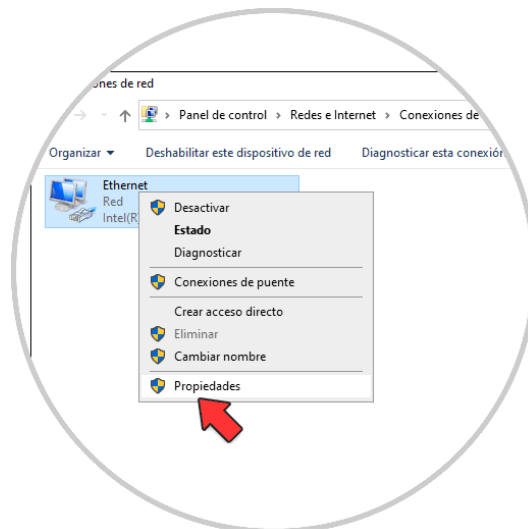 ones de red
Panel de control > Redes e Internet > Conexiones de
Organizar Deshabilitar este dispositivo de red Diagnosticar esta conexión
Ethernet
Red
Intel(R)
Desactivar
Estado
Diagnosticar
Conexiones de puente
Crear acceso directo
Eliminar
Cambiar nombre
Propiedades